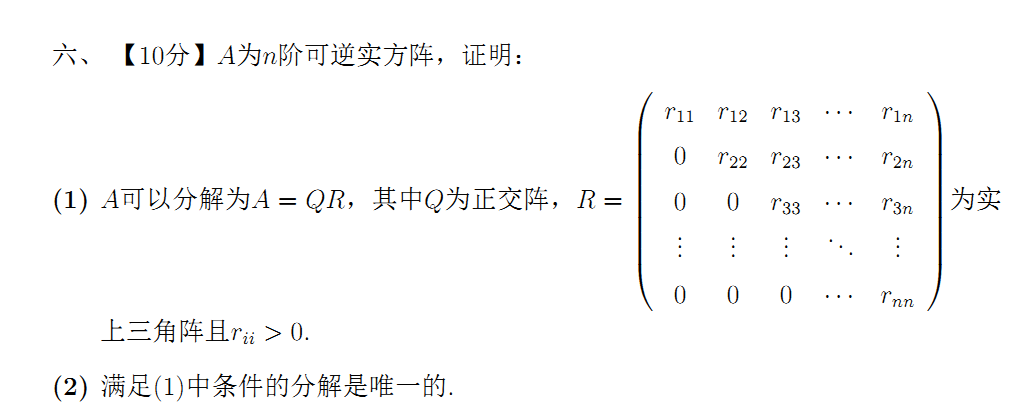 六、 【10分】A为n阶可逆实方阵，证明：
r₁₁ r₁₂ r₁₃ ⋯ r₁ₙ
0 r₂₂ r₂₃ ⋯ r₂ₙ
(1) A可以分解为A = QR，其中Q为正交阵，R = 0 0 r₃₃ ⋯ r₃ₙ 为实
⋮ ⋮ ⋮ ⋱ ⋮
0 0 0 ⋯ rₙₙ
上三角阵且rᵢᵢ > 0.
(2) 满足(1)中条件的分解是唯一的.